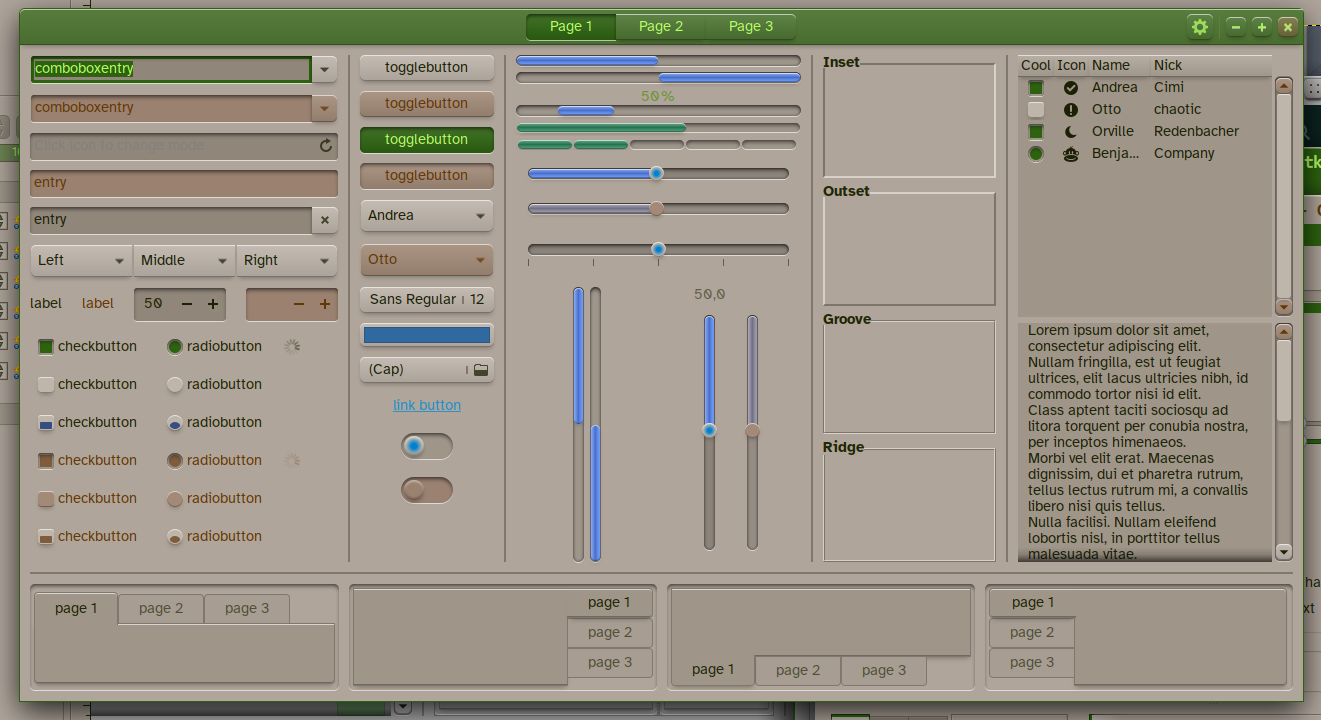 Page 1
Page 2
Page 3
comboboxentry
comboboxentry
Click icon to change mode
entry
entry
Left
Middle
Right
label
label
50
checkbutton
radiobutton
checkbutton
radiobutton
checkbutton
radiobutton
checkbutton
radiobutton
checkbutton
radiobutton
checkbutton
radiobutton
togglebutton
togglebutton
togglebutton
togglebutton
Andrea
Otto
Sans Regular
12
(Cap)
link button
50%
50,0
Inset
Outset
Groove
Ridge
Cool Icon Name Nick
Andrea Cimi
Otto chaotic
Orville Redenbacher
Benja... Company
Lorem ipsum dolor sit amet,
consectetur adipiscing elit.
Nullam fringilla, est ut feugiat
ultrices, elit lacus ultricies nibh, id
commodo tortor nisi id elit.
Class aptent taciti sociosqu ad
litora torquent per conubia nostra,
per inceptos himenaeos.
Morbi vel elit erat. Maecenas
dignissim, dui et pharetra rutrum,
tellus lectus rutrum mi, a convallis
libero nisi quis tellus.
Nulla facilisi. Nullam eleifend
lobortis nisl, in porttitor tellus
malesuada vitae.
page 1
page 2
page 3
page 1
page 2
page 3
page 1
page 2
page 3
page 1
page 2
page 3